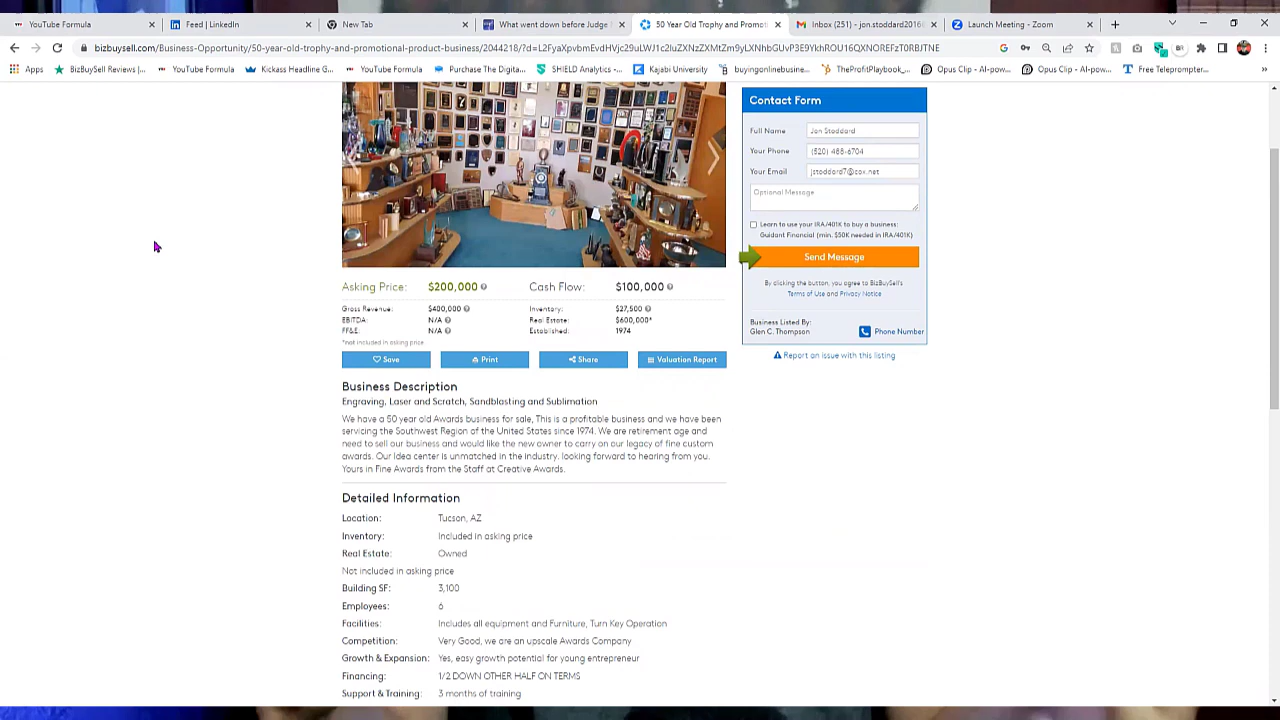 YouTube Formula
Feed | LinkedIn
New Tab
What went down before Judge
50 Year Old Trophy and Promoti
Inbox (251) - jon.stoddard2016
Launch Meeting - Zoom
Apps
BizBuySell Reviews |...
YouTube Formula
Kickass Headline G...
YouTube Formula
Purchase The Digita...
SHIELD Analytics -...
Kajabi University
buyingonlinebusine...
TheProfitPlaybook_...
Opus Clip - AI-pow...
Opus Clip - AI-pow...
Free Teleprompter...
Contact Form
Full Name Jon Stoddard
Your Phone (520) 488-6704
Your Email jstoddard7@cox.net
Optional Message
Learn to use your IRA/401K to buy a business:
Guidant Financial (min. $50K needed in IRA/401K)
Send Message
By clicking the button, you agree to BizBuySell's
Terms of Use and Privacy Notice
Business Listed By:
Glen C. Thompson
Phone Number
Report an issue with this listing
Asking Price: $200,000 Cash Flow: $100,000
Gross Revenue: $400,000 Inventory: $27,500
EBITDA: N/A Real Estate: $600,000*
FF&E: N/A Established: 1974
*not included in asking price
Save Print Share Valuation Report
Business Description
Engraving, Laser and Scratch, Sandblasting and Sublimation
We have a 50 year old Awards business for sale, This is a profitable business and we have been
servicing the Southwest Region of the United States since 1974. We are retirement age and
need to sell our business and would like the new owner to carry on our legacy of fine custom
awards. Our Idea center is unmatched in the industry. looking forward to hearing from you.
Yours in Fine Awards from the Staff at Creative Awards.
Detailed Information
Location: Tucson, AZ
Inventory: Included in asking price
Real Estate: Owned
Not included in asking price
Building SF: 3,100
Employees: 6
Facilities: Includes all equipment and Furniture, Turn Key Operation
Competition: Very Good, we are an upscale Awards Company
Growth & Expansion: Yes, easy growth potential for young entrepreneur
Financing: 1/2 DOWN OTHER HALF ON TERMS
Support & Training: 3 months of training